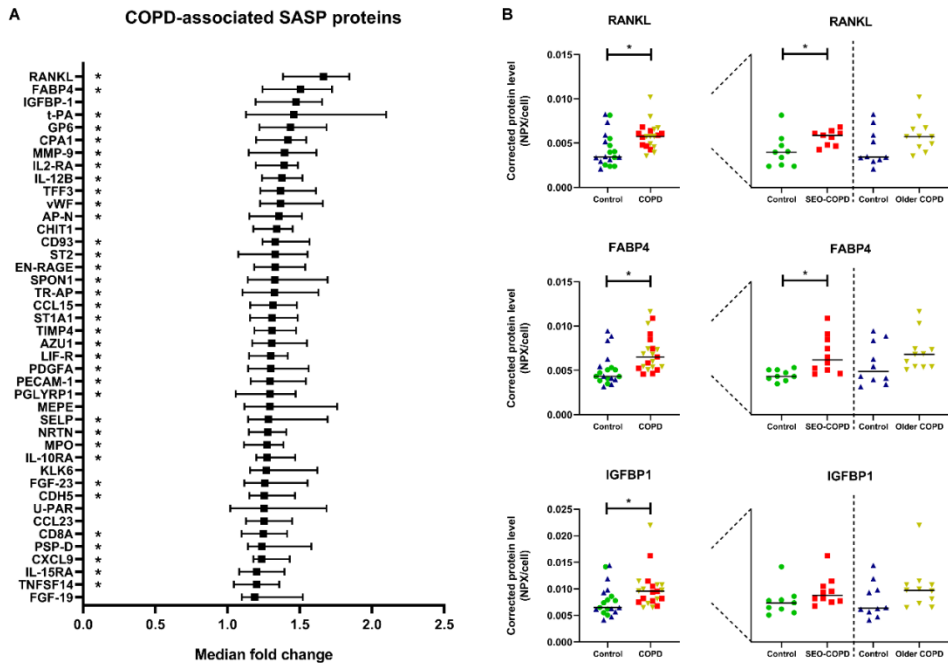 A
COPD-associated SASP proteins
RANKL *
FABP4 *
IGFBP-1
t-PA *
GP6 *
CPA1 *
MMP-9 *
IL2-RA *
IL-12B *
TFF3 *
vWF *
AP-N *
CHIT1
CD93 *
ST2 *
EN-RAGE *
SPON1 *
TR-AP *
CCL15 *
ST1A1 *
TIMP4 *
AZU1 *
LIF-R *
PDGFA *
PECAM-1 *
PGLYRP1 *
MEPE
SELP *
NRTN *
MPO *
IL-10RA *
KLK6
FGF-23 *
CDH5 *
U-PAR
CCL23
CD8A *
PSP-D *
CXCL9 *
IL-15RA *
TNFSF14 *
FGF-19
0.0 0.5 1.0 1.5 2.0 2.5
Median fold change
B
RANKL
*
Corrected protein level
(NPX/cell)
0.015
0.010
0.005
0.000
Control COPD
RANKL
*
Control SEO-COPD Control Older COPD
FABP4
*
Corrected protein level
(NPX/cell)
0.015
0.010
0.005
0.000
Control COPD
FABP4
*
Control SEO-COPD Control Older COPD
IGFBP1
*
Corrected protein level
(NPX/cell)
0.025
0.020
0.015
0.010
0.005
0.000
Control COPD
IGFBP1
Control SEO-COPD Control Older COPD